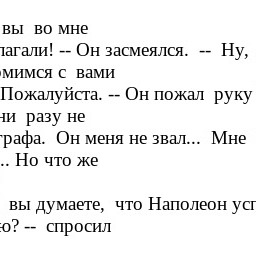 вы во мне
лагали! -- Он засмеялся. -- Ну,
омимся с вами
Пожалуйста. -- Он пожал руку
ни разу не
графа. Он меня не звал... Мне
.. Но что же
вы думаете, что Наполеон усп
ю? -- спросил